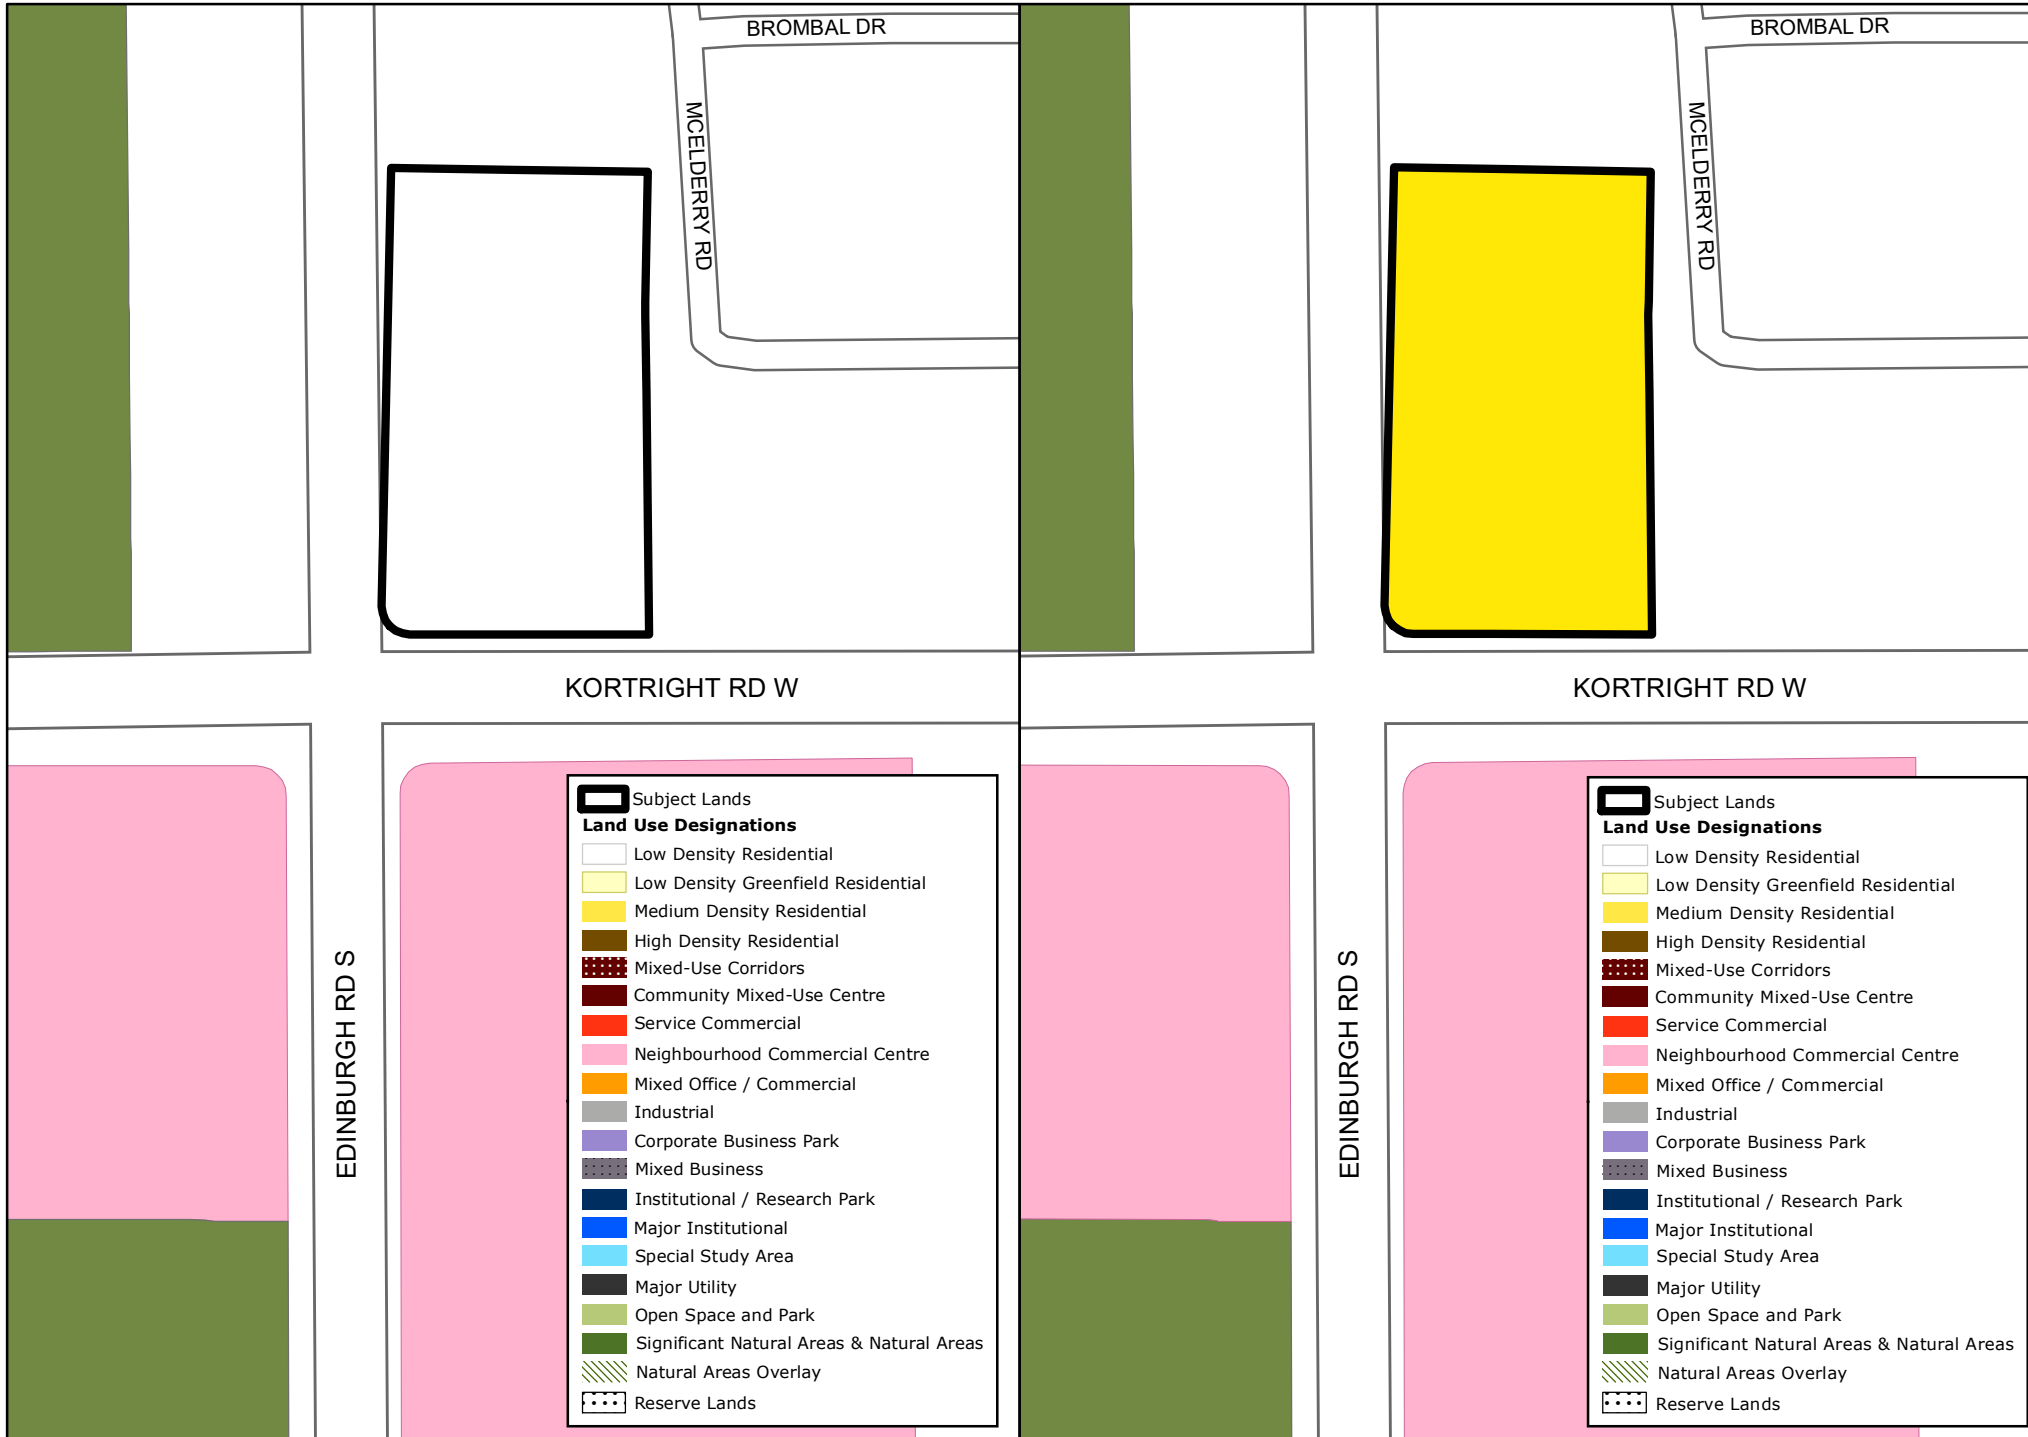 BROMBAL DR
MCELDERRY RD
KORTRIGHT RD W
EDINBURGH RD S
Subject Lands
Land Use Designations
Low Density Residential
Low Density Greenfield Residential
Medium Density Residential
High Density Residential
Mixed-Use Corridors
Community Mixed-Use Centre
Service Commercial
Neighbourhood Commercial Centre
Mixed Office / Commercial
Industrial
Corporate Business Park
Mixed Business
Institutional / Research Park
Major Institutional
Special Study Area
Major Utility
Open Space and Park
Significant Natural Areas & Natural Areas
Natural Areas Overlay
Reserve Lands
BROMBAL DR
MCELDERRY RD
KORTRIGHT RD W
EDINBURGH RD S
Subject Lands
Land Use Designations
Low Density Residential
Low Density Greenfield Residential
Medium Density Residential
High Density Residential
Mixed-Use Corridors
Community Mixed-Use Centre
Service Commercial
Neighbourhood Commercial Centre
Mixed Office / Commercial
Industrial
Corporate Business Park
Mixed Business
Institutional / Research Park
Major Institutional
Special Study Area
Major Utility
Open Space and Park
Significant Natural Areas & Natural Areas
Natural Areas Overlay
Reserve Lands